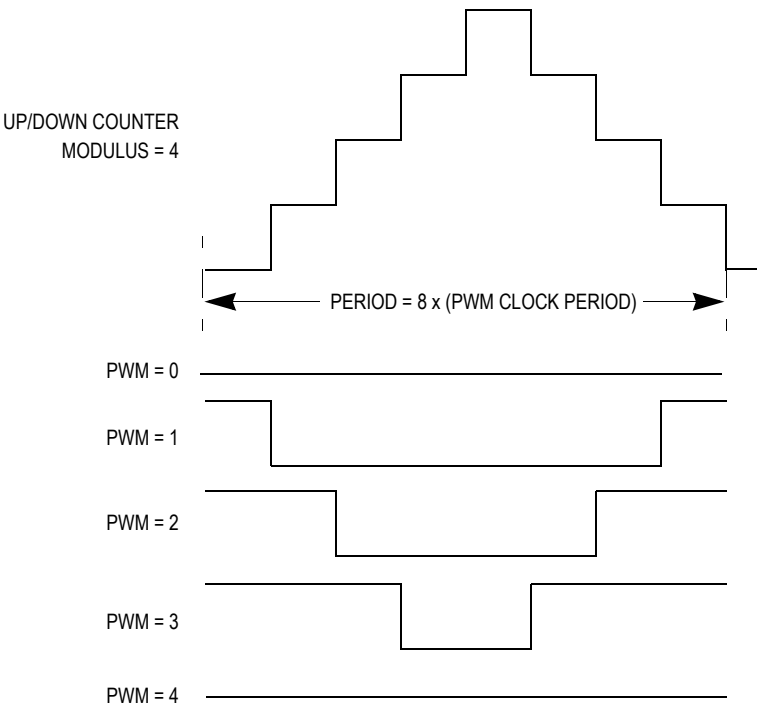 UP/DOWN COUNTER
MODULUS = 4
PERIOD = 8 x (PWM CLOCK PERIOD)
PWM = 0
PWM = 1
PWM = 2
PWM = 3
PWM = 4